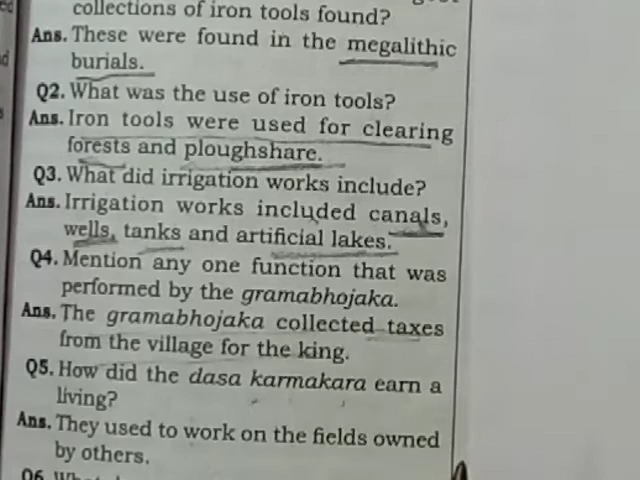 collections of iron tools found?
Ans. These were found in the megalithic
burials.
Q2. What was the use of iron tools?
Ans. Iron tools were used for clearing
forests and ploughshare.
Q3. What did irrigation works include?
Ans. Irrigation works included canals,
wells, tanks and artificial lakes.
Q4. Mention any one function that was
performed by the gramabhojaka.
Ans. The gramabhojaka collected taxes
from the village for the king.
Q5. How did the dasa karmakara earn a
living?
Ans. They used to work on the fields owned
by others.
Q6.